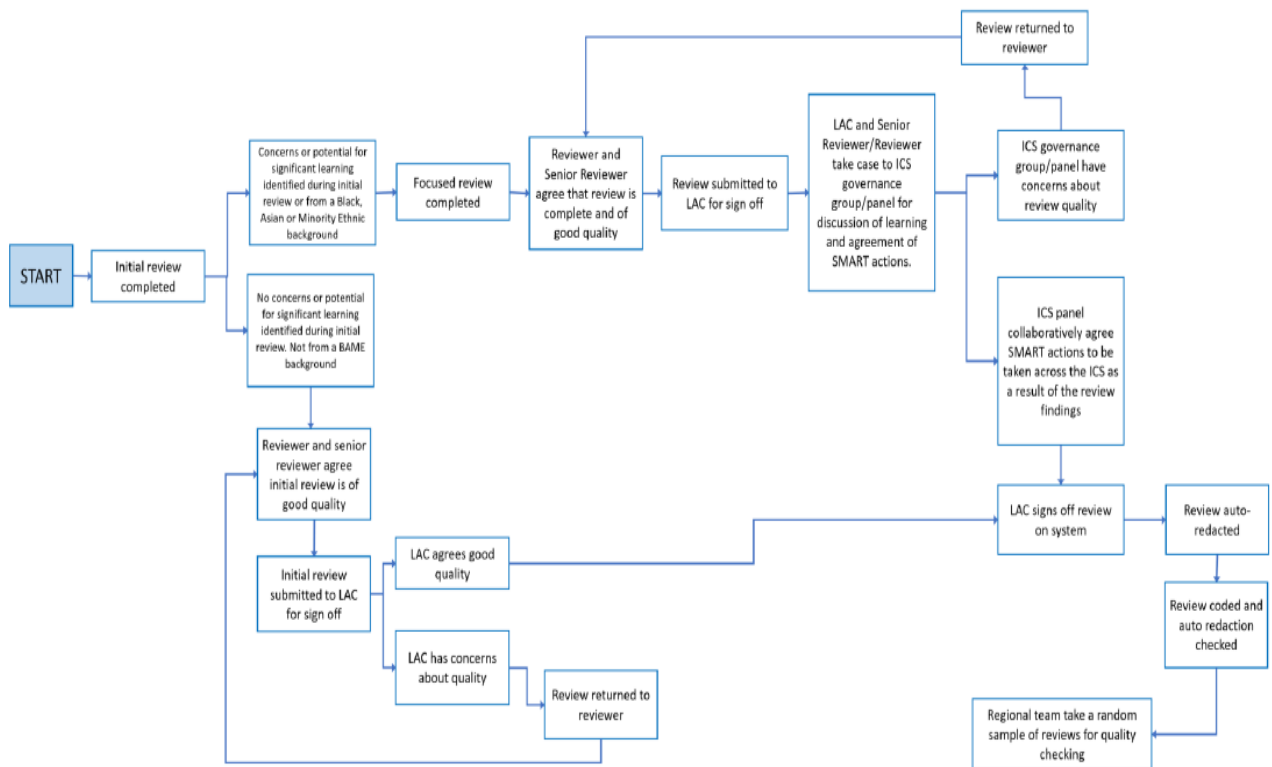 START
Initial review
completed
Concerns or potential for
significant learning
identified during initial
review or from a Black,
Asian or Minority Ethnic
background
Focused review
completed
Reviewer and
Senior Reviewer
agree that review is
complete and of
good quality
Review submitted to
LAC for sign off
LAC and Senior
Reviewer/Reviewer
take case to ICS
governance
group/panel for
discussion of learning
and agreement of
SMART actions.
Review returned to
reviewer
ICS governance
group/panel have
concerns about
review quality
ICS panel
collaboratively agree
SMART actions to be
taken across the ICS as
a result of the review
findings
No concerns or potential
for significant learning
identified during initial
review. Not from a BAME
background
Reviewer and senior
reviewer agree
initial review is of
good quality
Initial review
submitted to LAC
for sign off
LAC agrees good
quality
LAC has concerns
about quality
Review returned to
reviewer
LAC signs off review
on system
Review auto-
redacted
Review coded and
auto redaction
checked
Regional team take a random
sample of reviews for quality
checking